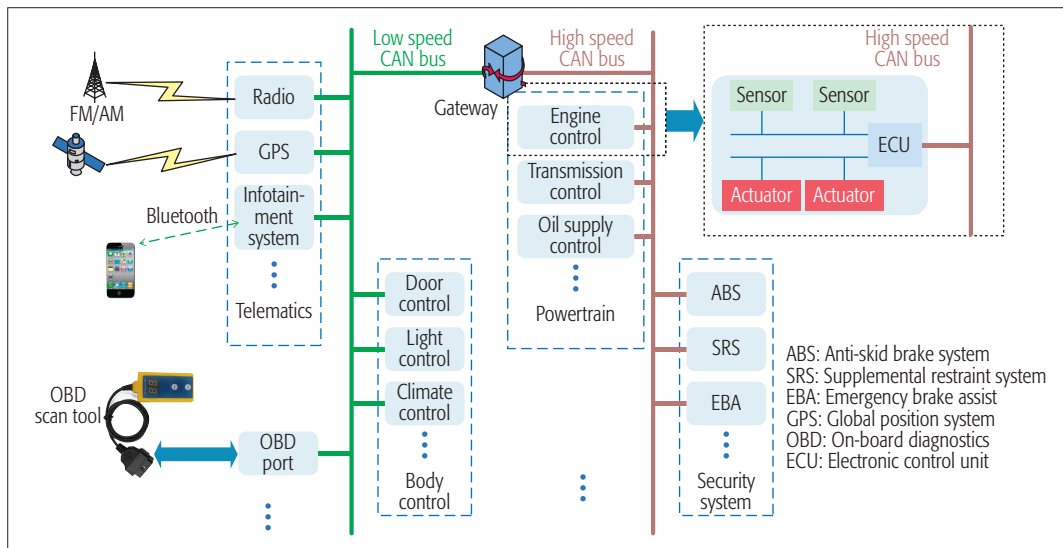 Low speed
CAN bus
High speed
CAN bus
High speed
CAN bus
Gateway
FM/AM
Radio
GPS
Infotain-
ment
system
Bluetooth
Telematics
Engine
control
Transmission
control
Oil supply
control
Powertrain
Sensor
Sensor
ECU
Actuator
Actuator
Door
control
Light
control
Climate
control
Body
control
ABS
SRS
EBA
Security
system
OBD
scan tool
OBD
port
ABS: Anti-skid brake system
SRS: Supplemental restraint system
EBA: Emergency brake assist
GPS: Global position system
OBD: On-board diagnostics
ECU: Electronic control unit